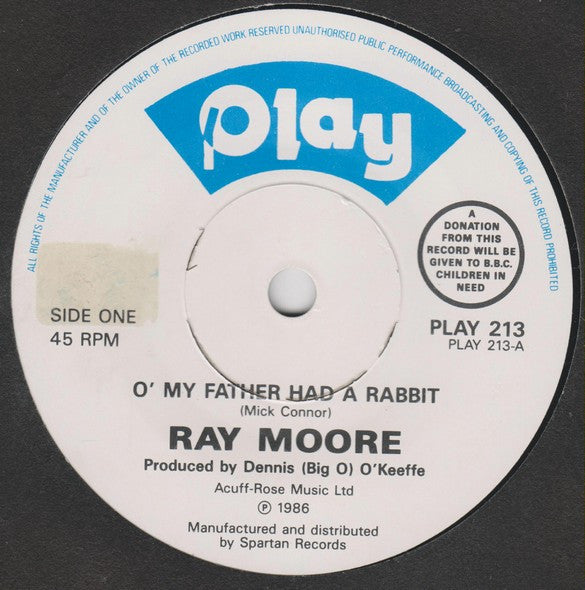 ALL RIGHTS OF THE MANUFACTURER AND OF THE OWNER OF THE RECORDED WORK RESERVED UNAUTHORISED PUBLIC PERFORMANCE BROADCASTING AND COPYING OF THIS RECORD PROHIBITED
play
A
DONATION
FROM THIS
RECORD WILL BE
GIVEN TO B.B.C.
CHILDREN IN
NEED
SIDE ONE
45 RPM
PLAY 213
PLAY 213-A
O' MY FATHER HAD A RABBIT
(Mick Connor)
RAY MOORE
Produced by Dennis (Big O) O'Keeffe
Acuff-Rose Music Ltd
℗ 1986
Manufactured and distributed
by Spartan Records